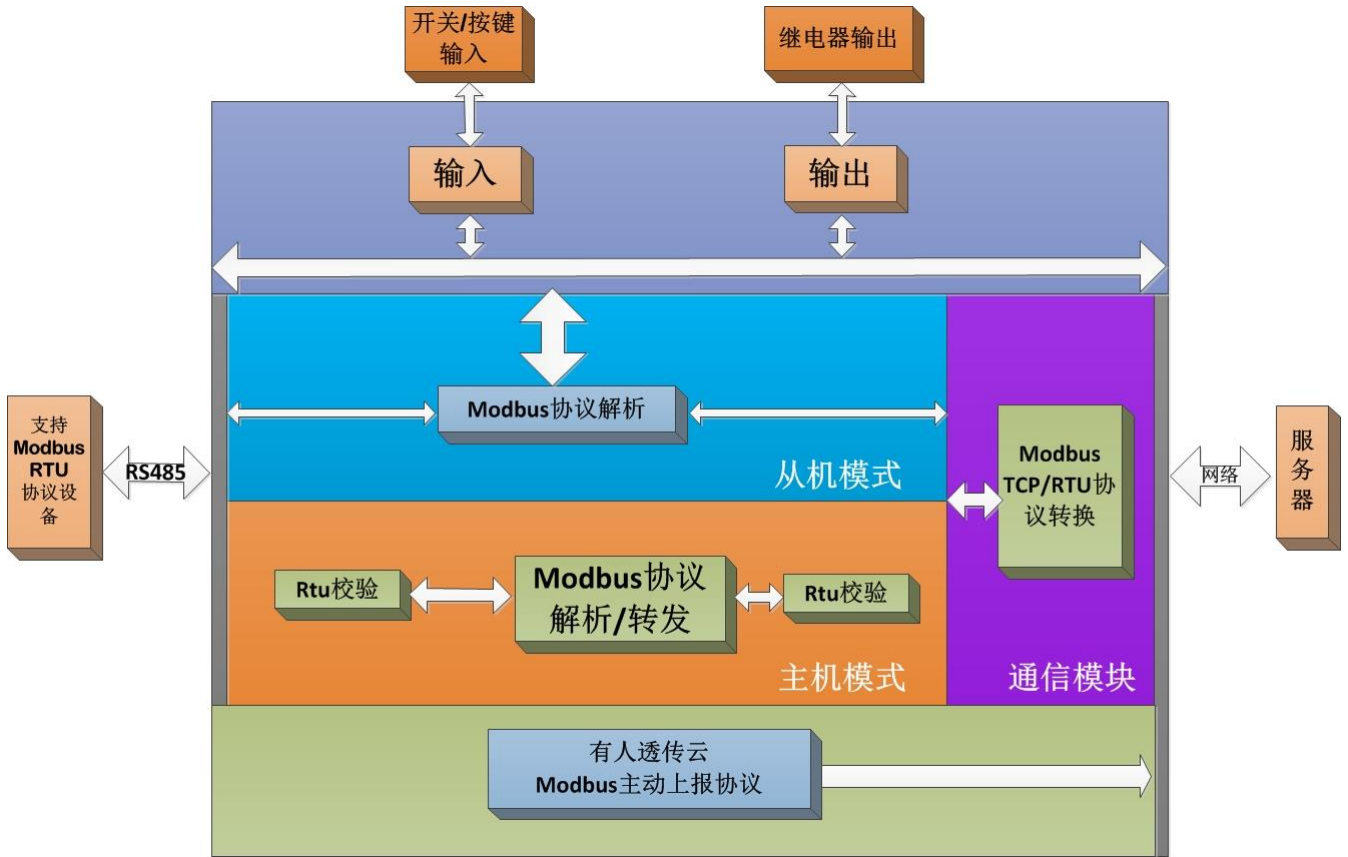 开关/按键
输入
继电器输出
输入
输出
Modbus协议解析
从机模式
支持
Modbus
RTU
协议设
备
RS485
Modbus
TCP/RTU协
议转换
网络
服
务
器
Rtu校验
Modbus协议
解析/转发
Rtu校验
主机模式
通信模块
有人透传云
Modbus主动上报协议